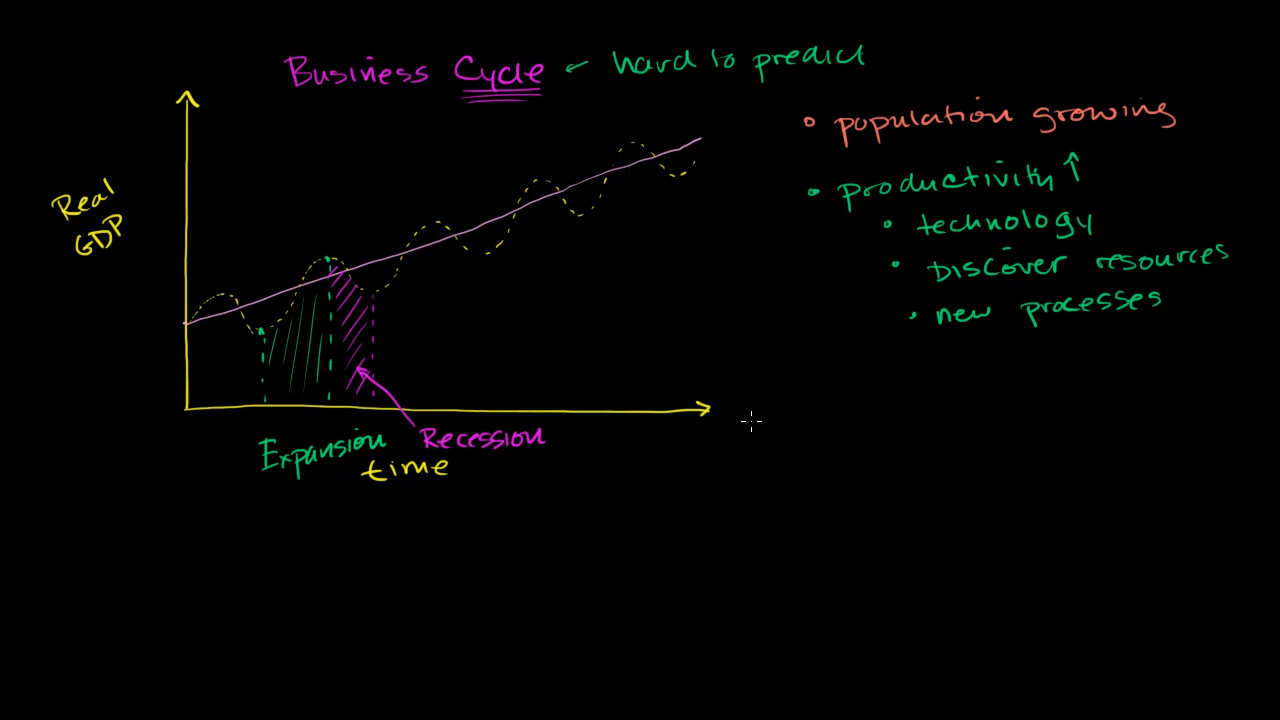 Business Cycle ← hard to predict
• population growing
• productivity ↑
• technology
• Discover resources
• new processes
Real
GDP
Expansion
Recession
time